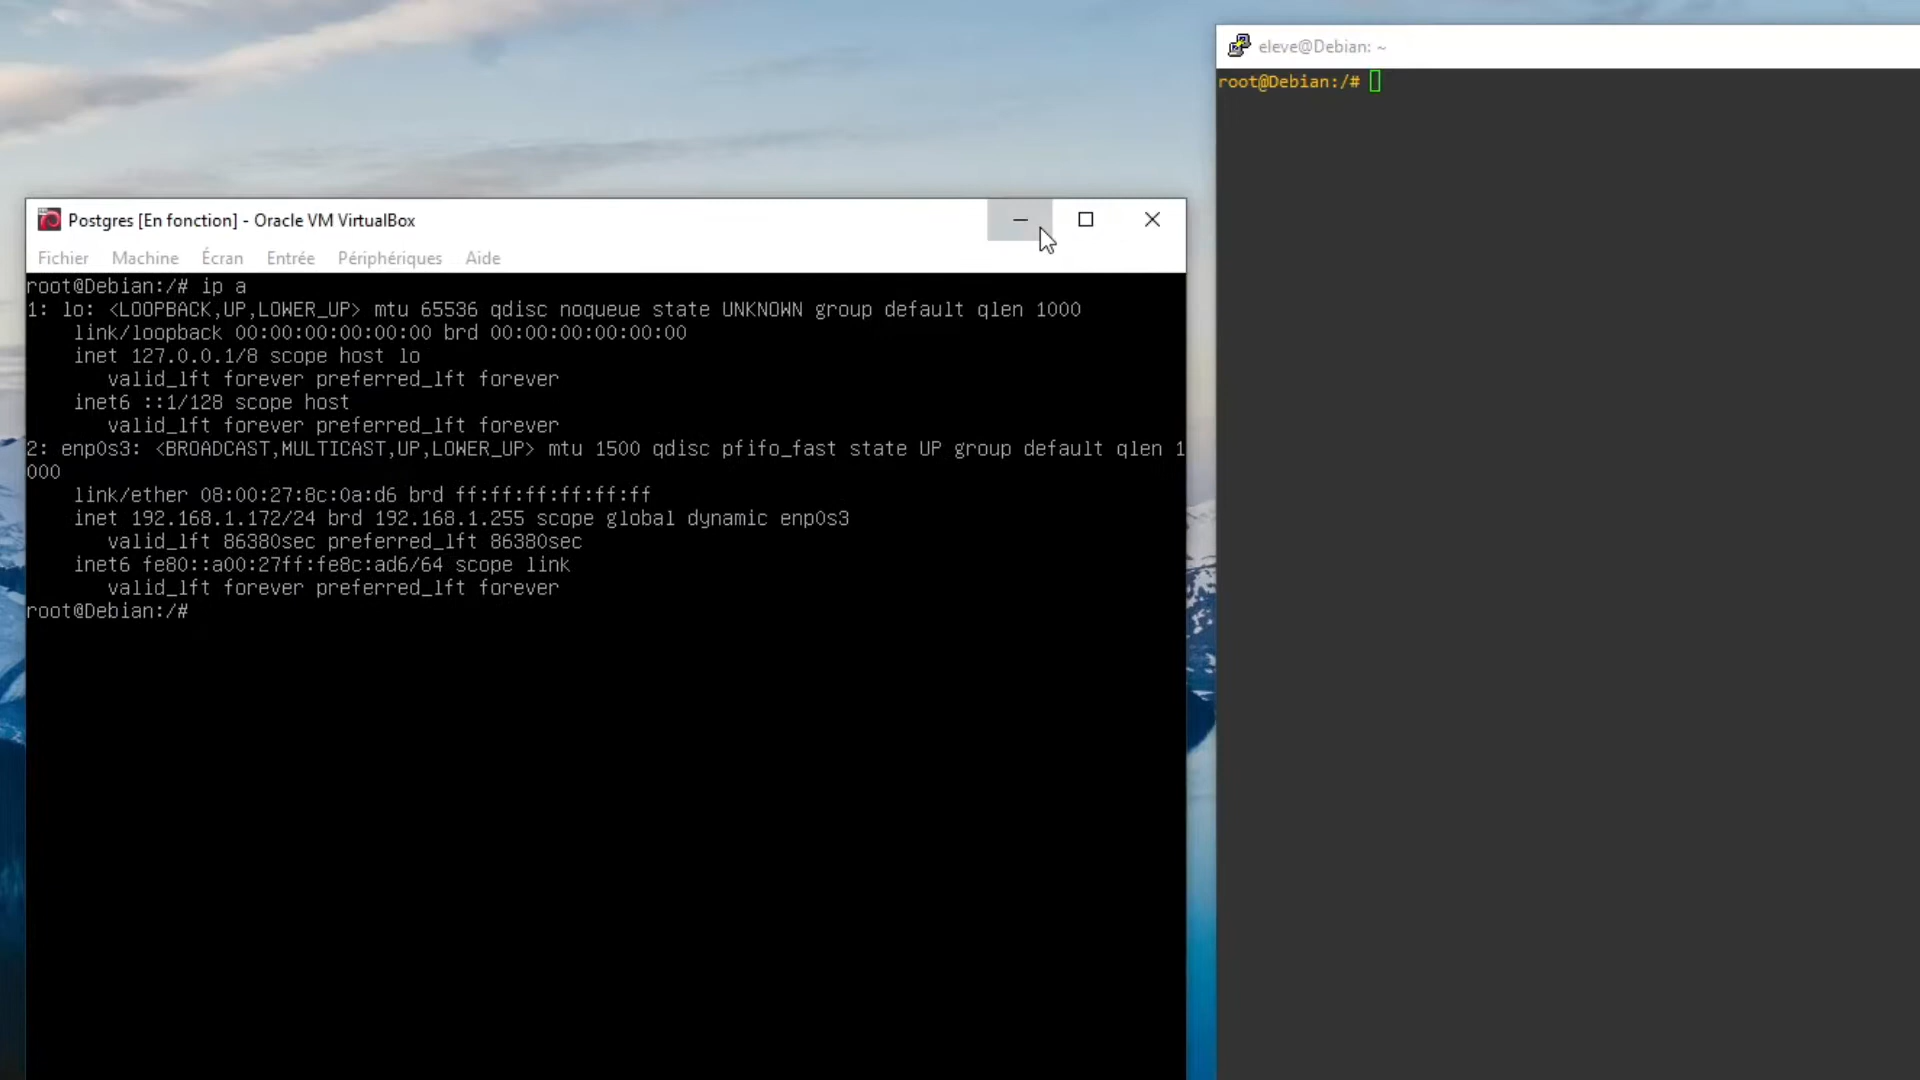 eleve@Debian: ~
root@Debian:/#
Postgres [En fonction] - Oracle VM VirtualBox
Fichier Machine Écran Entrée Périphériques Aide
root@Debian:/# ip a
1: lo: <LOOPBACK,UP,LOWER_UP> mtu 65536 qdisc noqueue state UNKNOWN group default qlen 1000
link/loopback 00:00:00:00:00:00 brd 00:00:00:00:00:00
inet 127.0.0.1/8 scope host lo
valid_lft forever preferred_lft forever
inet6 ::1/128 scope host
valid_lft forever preferred_lft forever
2: enp0s3: <BROADCAST,MULTICAST,UP,LOWER_UP> mtu 1500 qdisc pfifo_fast state UP group default qlen 1
000
link/ether 08:00:27:8c:0a:d6 brd ff:ff:ff:ff:ff:ff
inet 192.168.1.172/24 brd 192.168.1.255 scope global dynamic enp0s3
valid_lft 86380sec preferred_lft 86380sec
inet6 fe80::a00:27ff:fe8c:ad6/64 scope link
valid_lft forever preferred_lft forever
root@Debian:/#